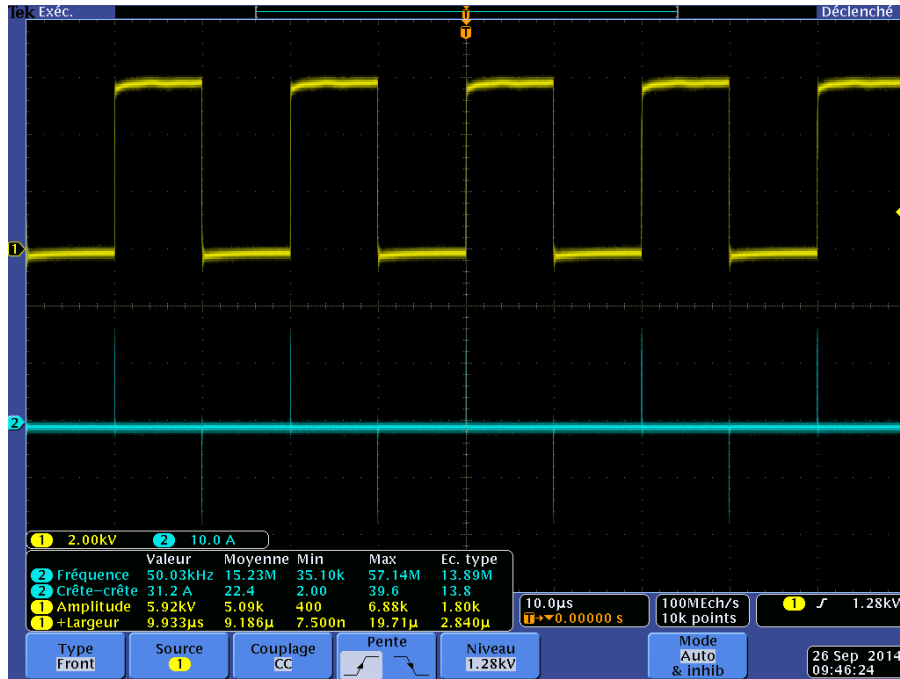 Tek Exéc. Déclenché
T
T
1
2
1 2.00kV 2 10.0 A
Valeur Moyenne Min Max Ec. type
2 Fréquence 50.03kHz 15.23M 35.10k 57.14M 13.89M
2 Crête-crête 31.2 A 22.4 2.00 39.6 13.8
1 Amplitude 5.92kV 5.09k 400 6.88k 1.80k
1 +Largeur 9.933µs 9.186µ 7.500n 19.71µ 2.840µ
10.0µs
T→▼0.00000 s
100MEch/s
10k points
1 1.28kV
Type
Front
Source
1
Couplage
CC
Pente
Niveau
1.28kV
Mode
Auto
& inhib
26 Sep 2014
09:46:24